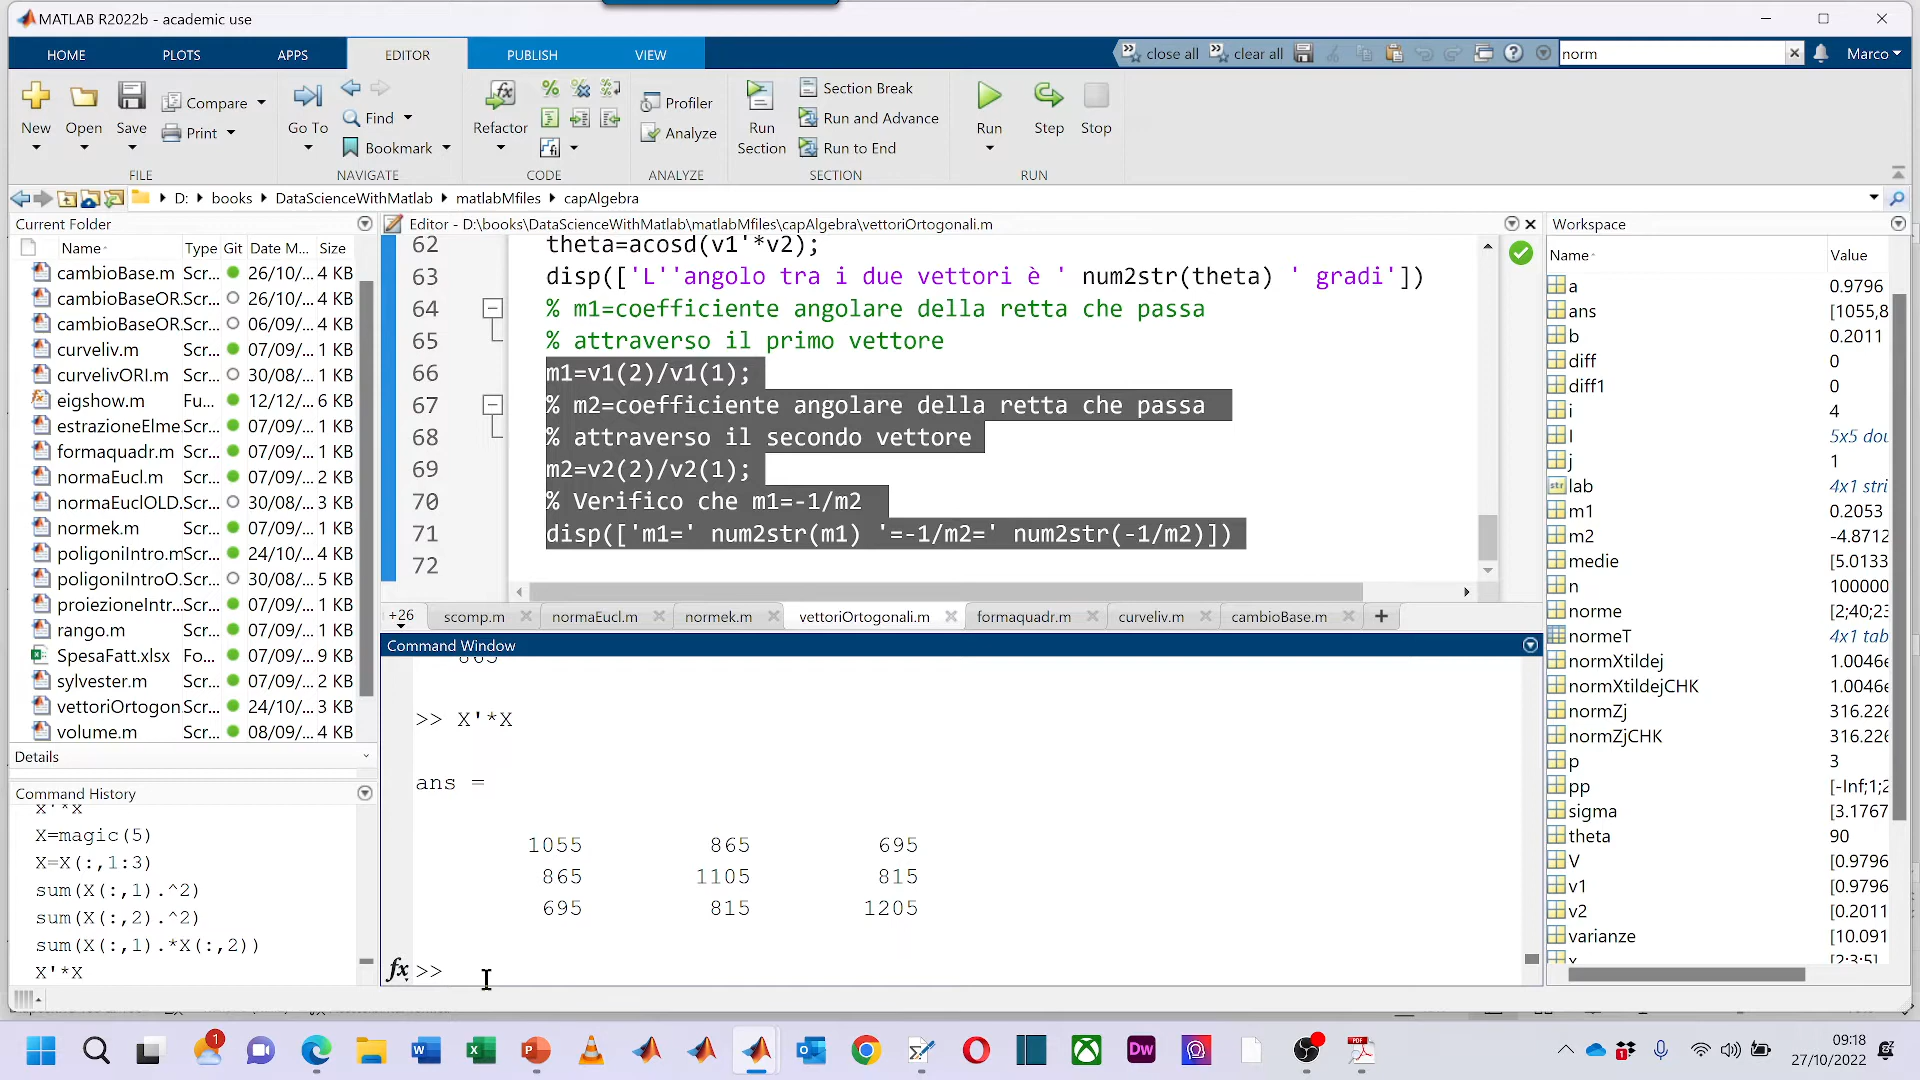 MATLAB R2022b - academic use
HOME PLOTS APPS EDITOR PUBLISH VIEW
close all clear all norm Marco
New Open Save Compare Print
Go To Find Bookmark
Refactor
Profiler Analyze
Run Section Section Break Run and Advance Run to End
Run Step Stop
FILE NAVIGATE CODE ANALYZE SECTION RUN
D: books DataScienceWithMatlab matlabMfiles capAlgebra
Current Folder
Name Type Git Date M... Size
cambioBase.m Scr... 26/10/... 4 KB
cambioBaseOR. Scr... 26/10/... 4 KB
cambioBaseOR. Scr... 06/09/... 4 KB
curveliv.m Scr... 07/09/... 1 KB
curvelivORI.m Scr... 30/08/... 1 KB
eigshow.m Fu... 12/12/... 6 KB
estrazioneElme Scr... 07/09/... 1 KB
formaquadr.m Scr... 07/09/... 1 KB
normaEucl.m Scr... 07/09/... 2 KB
normaEuclOLD. Scr... 30/08/... 3 KB
normek.m Scr... 07/09/... 1 KB
poligoniIntro.m Scr... 24/10/... 4 KB
poligoniIntroO. Scr... 30/08/... 5 KB
proiezioneIntr... Scr... 07/09/... 1 KB
rango.m Scr... 07/09/... 1 KB
SpesaFatt.xlsx Fo... 07/09/... 9 KB
sylvester.m Scr... 07/09/... 2 KB
vettoriOrtogon Scr... 24/10/... 3 KB
volume.m Scr... 08/09/... 1 KB
Details
Command History
X'*X
X=magic(5)
X=X(:,1:3)
sum(X(:,1).^2)
sum(X(:,2).^2)
sum(X(:,1).*X(:,2))
X'*X
Editor - D:\books\DataScienceWithMatlab\matlabMfiles\capAlgebra\vettoriOrtogonali.m
62 theta=acosd(v1'*v2);
63 disp(['L''angolo tra i due vettori è ' num2str(theta) ' gradi'])
64 % m1=coefficiente angolare della retta che passa
65 % attraverso il primo vettore
66 m1=v1(2)/v1(1);
67 % m2=coefficiente angolare della retta che passa
68 % attraverso il secondo vettore
69 m2=v2(2)/v2(1);
70 % Verifico che m1=-1/m2
71 disp(['m1=' num2str(m1) '=-1/m2=' num2str(-1/m2)])
72
+26 scomp.m normaEucl.m normek.m vettoriOrtogonali.m formaquadr.m curveliv.m cambioBase.m
Command Window
865
>> X'*X
ans =
1055 865 695
865 1105 815
695 815 1205
fx >>
Workspace
Name Value
a 0.9796
ans [1055,8
b 0.2011
diff 0
diff1 0
i 4
I 5x5 dou
j 1
lab 4x1 stri
m1 0.2053
m2 -4.8712
medie [5.0133
n 100000
norme [2;40;23
normeT 4x1 tab
normXtildej 1.0046e
normXtildejCHK 1.0046e
normZj 316.226
normZjCHK 316.226
p 3
pp [-Inf;1;2
sigma [3.1767
theta 90
V [0.9796
v1 [0.9796
v2 [0.2011
varianze [10.091
x [2;3;5]
09:18
27/10/2022